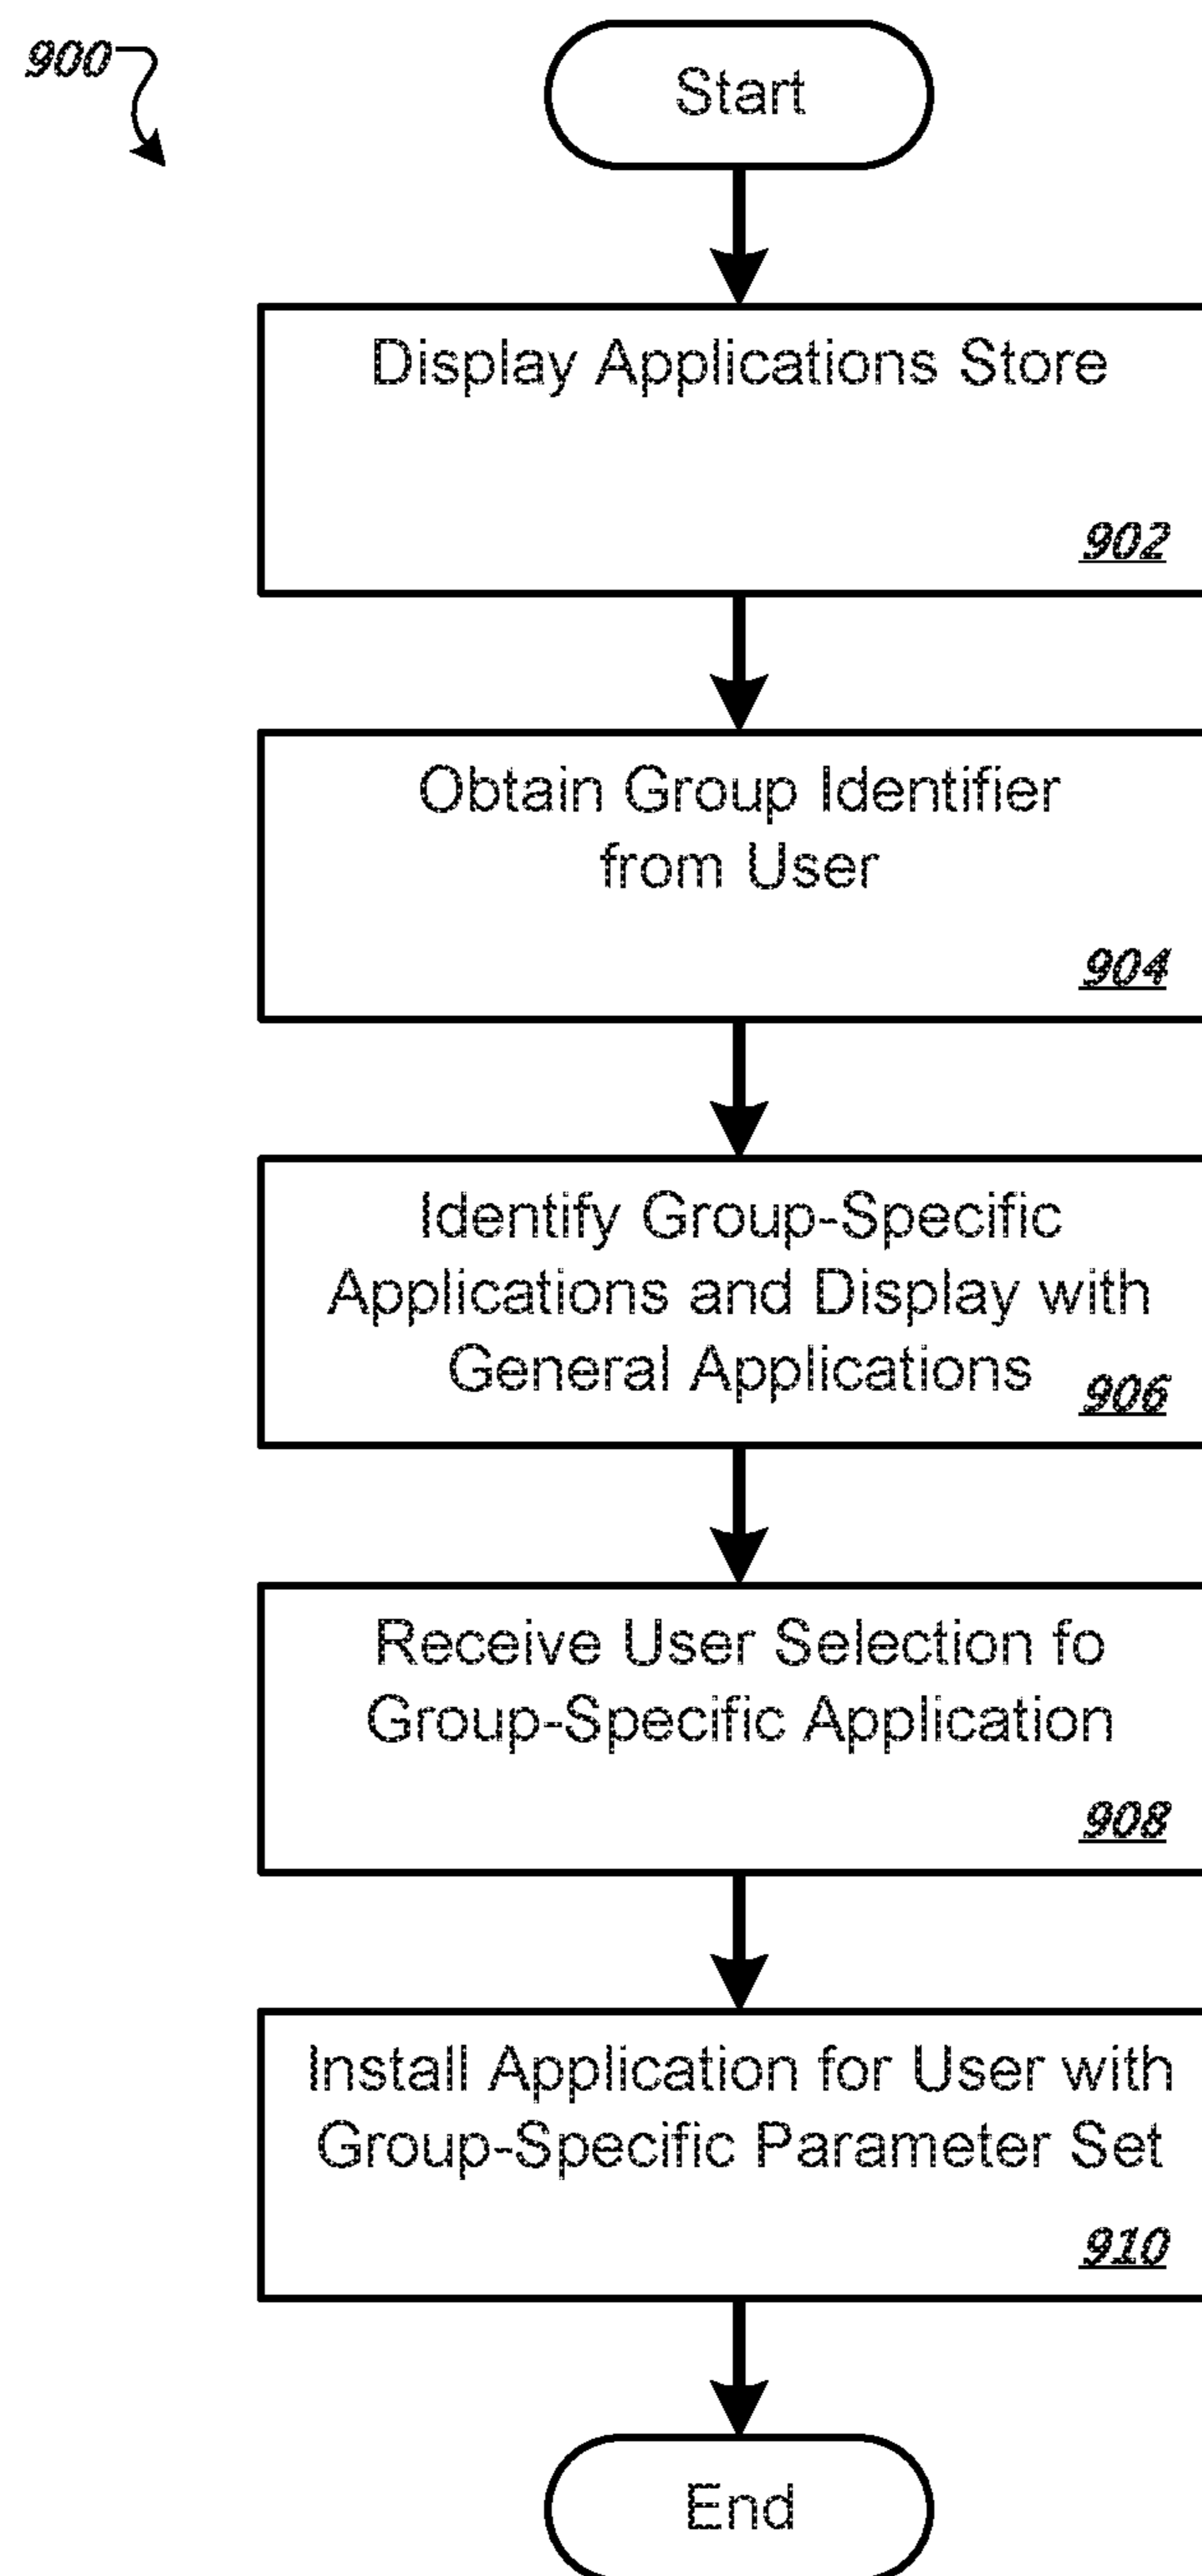 900
Start
Display Applications Store
902
Obtain Group Identifier
from User
904
Identify Group-Specific
Applications and Display with
General Applications
906
Receive User Selection fo
Group-Specific Application
908
Install Application for User with
Group-Specific Parameter Set
910
End